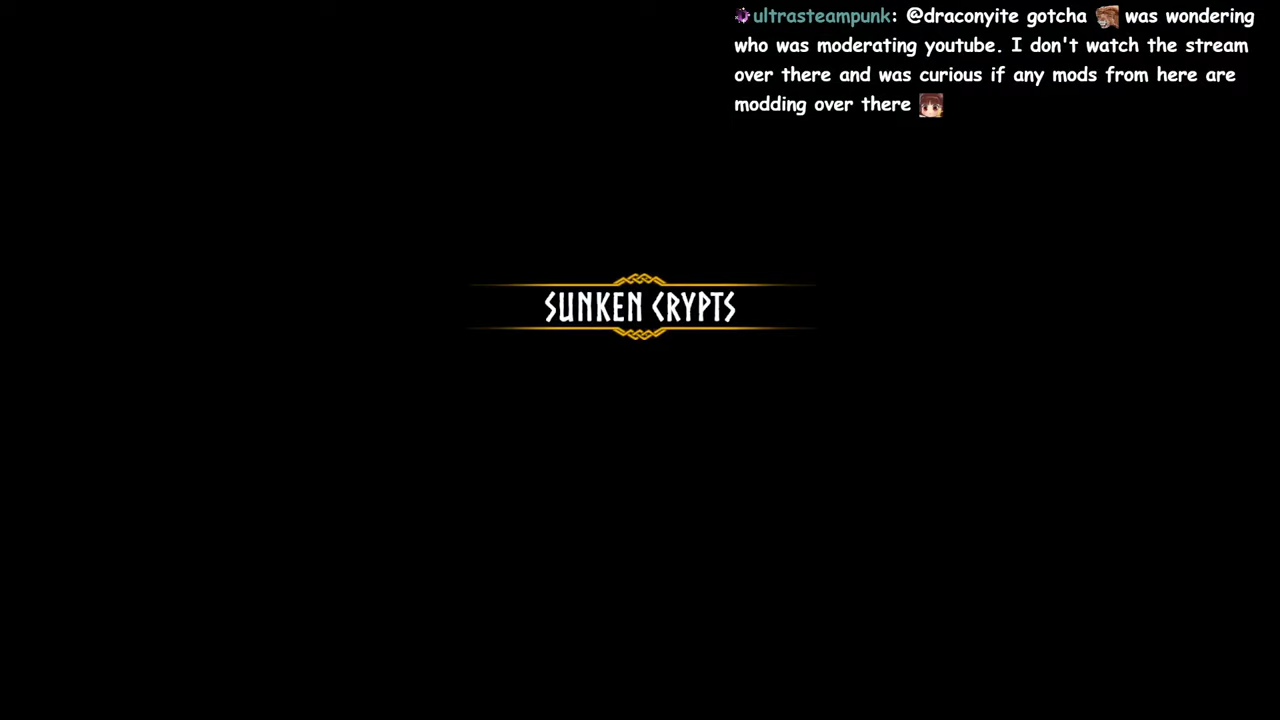 ultrasteampunk: @draconyite gotcha was wondering
who was moderating youtube. I don't watch the stream
over there and was curious if any mods from here are
modding over there
SUNKEN CRYPTS